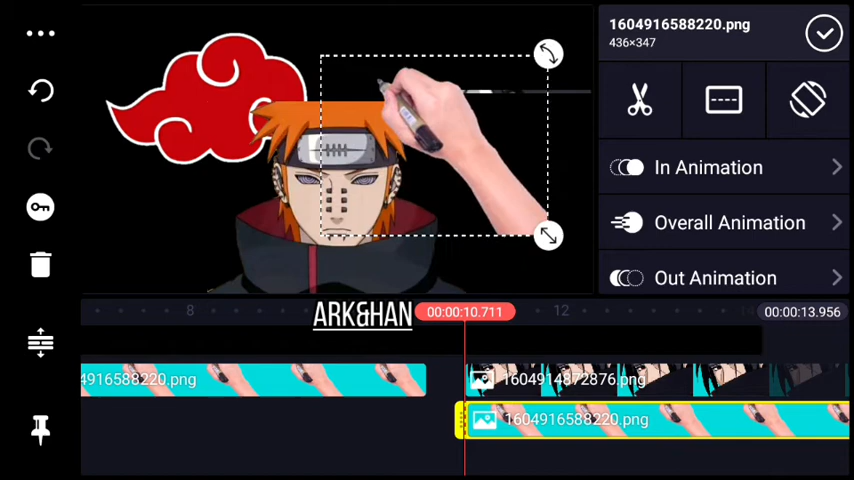 1604916588220.png
436×347
In Animation
Overall Animation
Out Animation
8
ARK&HAN
00:00:10.711
12
00:00:13.956
4916588220.png
1604914872876.png
1604916588220.png